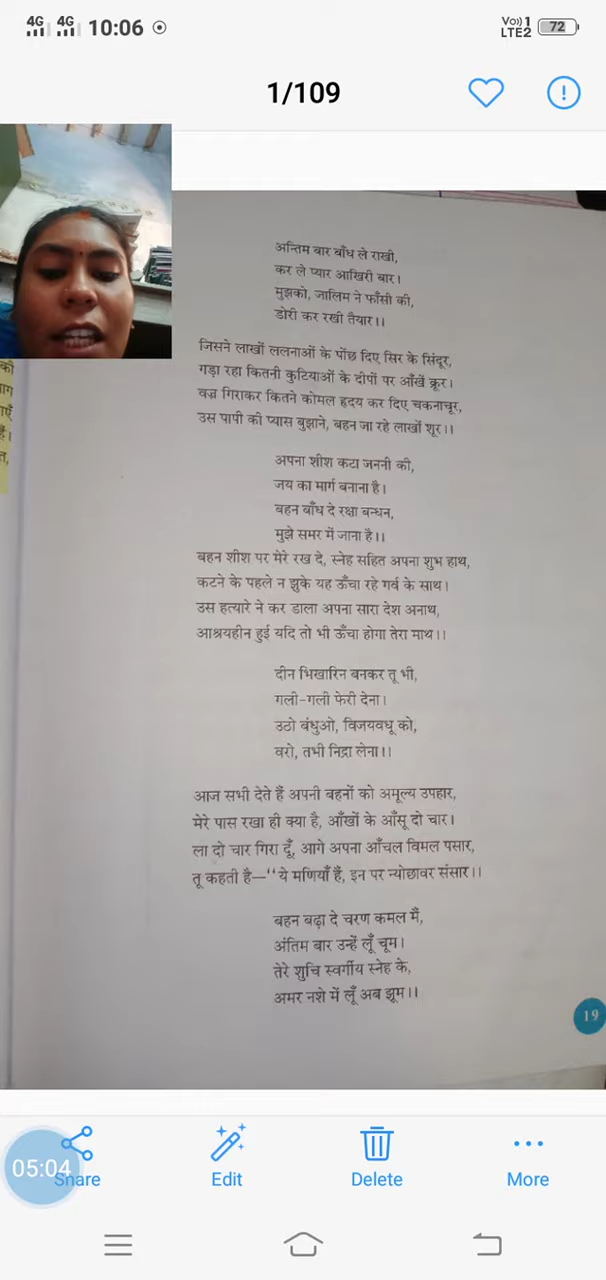 4G 4G 10:06
Vo)) 1
LTE2 72
1/109
अन्तिम बार बाँध ले राखी,
कर ले प्यार आखिरी बार।
मुझको, जालिम ने फाँसी की,
डोरी कर रखी तैयार।।
जिसने लाखों ललनाओं के पोंछ दिए सिर के सिंदूर,
गड़ा रहा कितनी कुटियाओं के दीपों पर आँखें क्रूर।
वज्र गिराकर कितने कोमल हृदय कर दिए चकनाचूर,
उस पापी की प्यास बुझाने, बहन जा रहे लाखों शूर।।
अपना शीश कटा जननी की,
जय का मार्ग बनाना है।
बहन बाँध दे रक्षा बन्धन,
मुझे समर में जाना है।।
बहन शीश पर मेरे रख दे, स्नेह सहित अपना शुभ हाथ,
कटने के पहले न झुके यह ऊँचा रहे गर्व के साथ।
उस हत्यारे ने कर डाला अपना सारा देश अनाथ,
आश्रयहीन हुई यदि तो भी ऊँचा होगा तेरा माथ।।
दीन भिखारिन बनकर तू भी,
गली-गली फेरी देना।
उठो बंधुओ, विजयवधू को,
वरो, तभी निद्रा लेना।।
आज सभी देते हैं अपनी बहनों को अमूल्य उपहार,
मेरे पास रखा ही क्या है, आँखों के आँसू दो चार।
ला दो चार गिरा दूँ, आगे अपना आँचल विमल पसार,
तू कहती है—"ये मणियाँ हैं, इन पर न्योछावर संसार।।
बहन बढ़ा दे चरण कमल मैं,
अंतिम बार उन्हें लूँ चूम।
तेरे शुचि स्वर्गीय स्नेह के,
अमर नशे में लूँ अब झूम।।
19
05:04
Share Edit Delete More